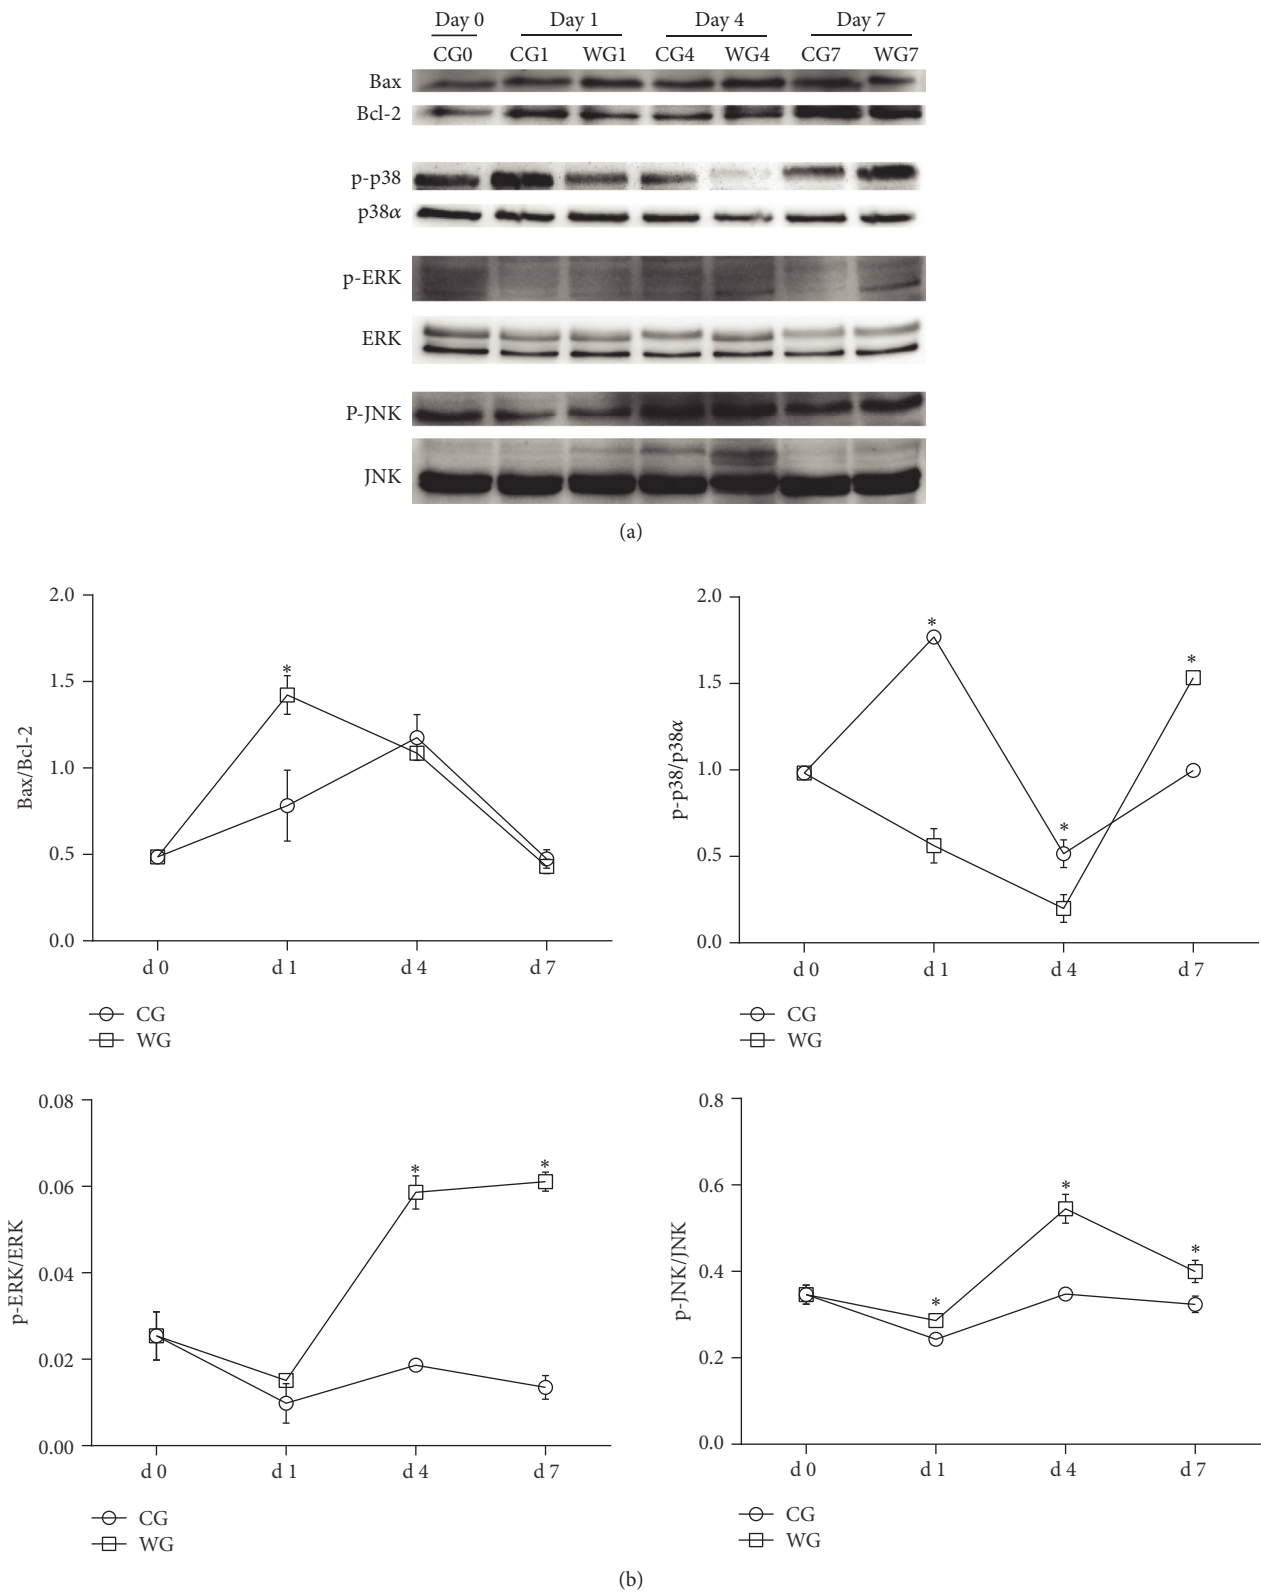 Day 0 Day 1 Day 4 Day 7
CG0 CG1 WG1 CG4 WG4 CG7 WG7
Bax
Bcl-2
p-p38
p38α
p-ERK
ERK
P-JNK
JNK
(a)
2.0
1.5
1.0
0.5
0.0
Bax/Bcl-2
*
d 0 d 1 d 4 d 7
CG
WG
2.0
1.5
1.0
0.5
0.0
p-p38/p38α
*
*
*
d 0 d 1 d 4 d 7
CG
WG
0.08
0.06
0.04
0.02
0.00
p-ERK/ERK
* *
d 0 d 1 d 4 d 7
CG
WG
0.8
0.6
0.4
0.2
0.0
p-JNK/JNK
*
*
*
d 0 d 1 d 4 d 7
CG
WG
(b)